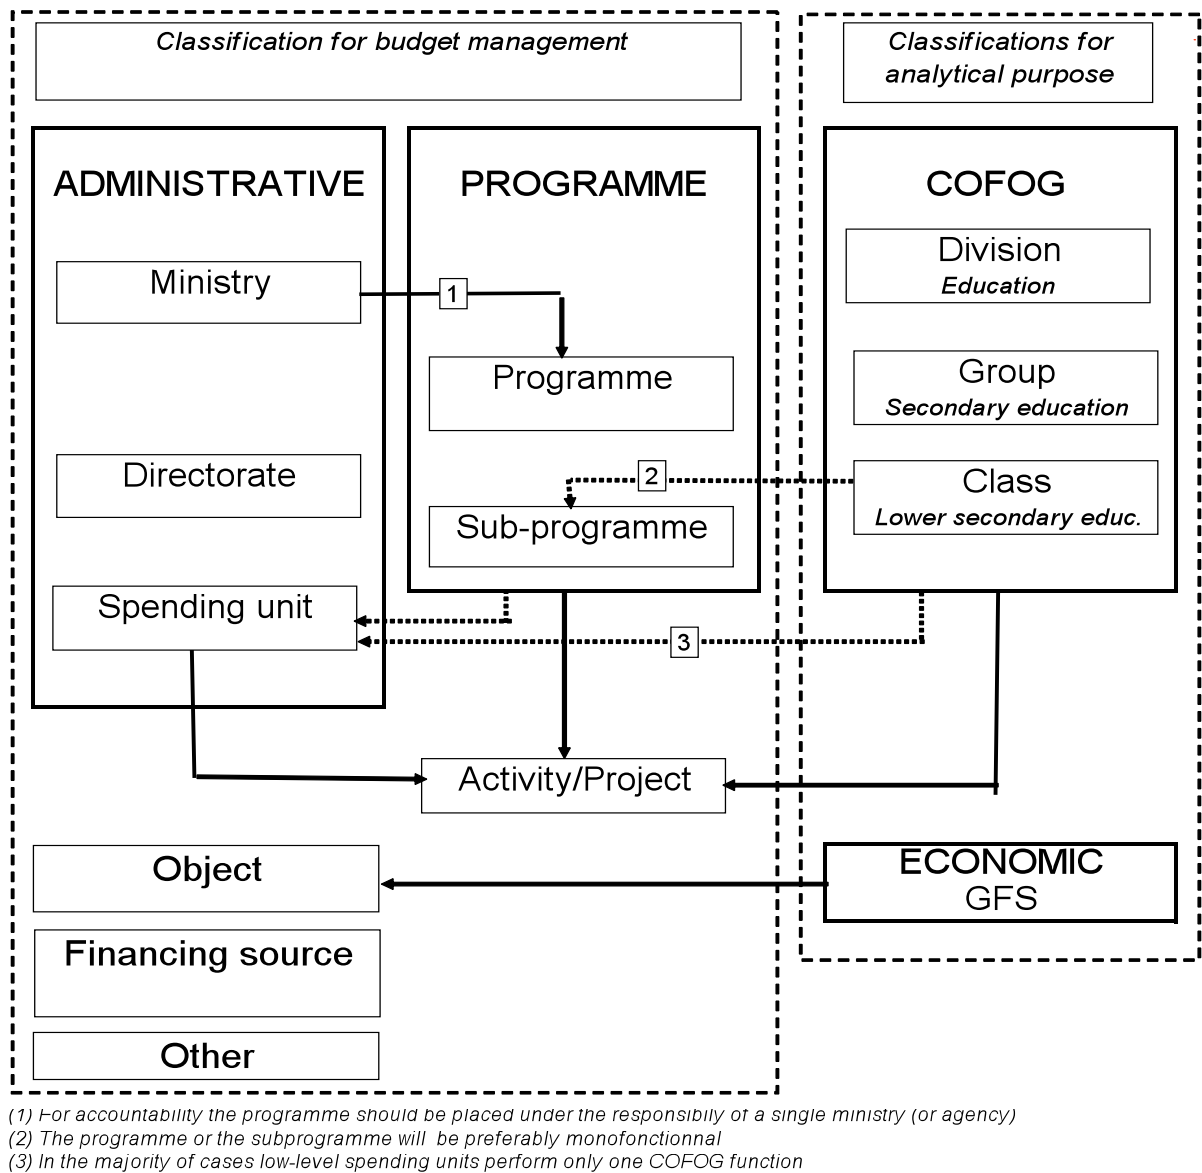 Classification for budget management
Classifications for
analytical purpose
ADMINISTRATIVE
PROGRAMME
COFOG
Ministry
1
Programme
Division
Education
Group
Secondary education
Directorate
2
Class
Lower secondary educ.
Sub-programme
Spending unit
3
Activity/Project
Object
ECONOMIC
GFS
Financing source
Other
(1) For accountability the programme should be placed under the responsibily of a single ministry (or agency)
(2) The programme or the subprogramme will be preferably monofonctionnal
(3) In the majority of cases low-level spending units perform only one COFOG function